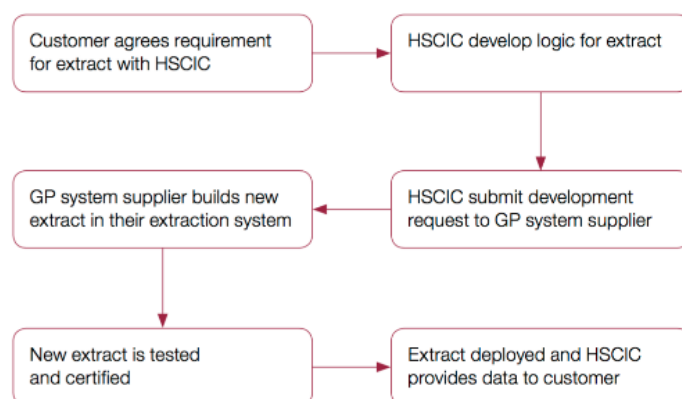 Customer agrees requirement
for extract with HSCIC
HSCIC develop logic for extract
HSCIC submit development
request to GP system supplier
GP system supplier builds new
extract in their extraction system
New extract is tested
and certified
Extract deployed and HSCIC
provides data to customer